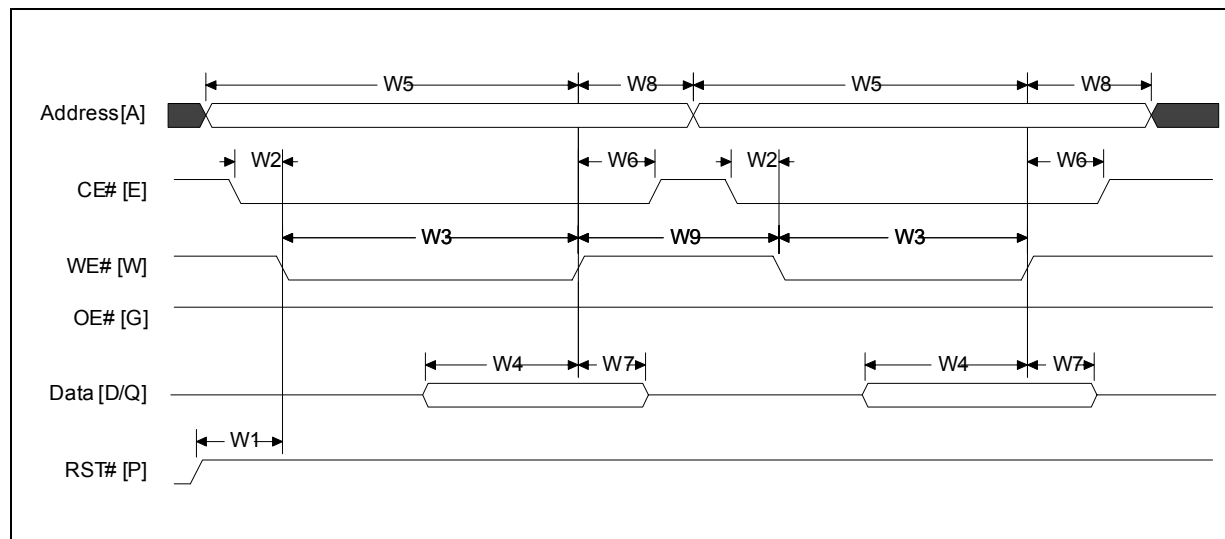 W5 W8 W5 W8
Address[A]
W2 W6 W2 W6
CE# [E]
W3 W9 W3
WE# [W]
OE# [G]
W4 W7 W4 W7
Data [D/Q]
W1
RST# [P]